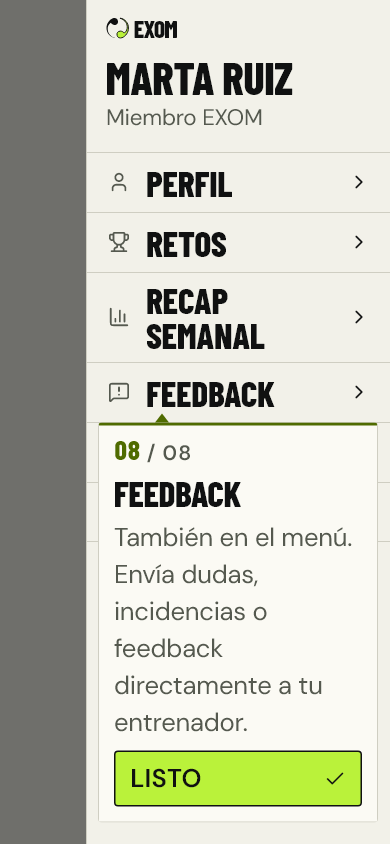 EXOM
MARTA RUIZ
Miembro EXOM
PERFIL
RETOS
RECAP
SEMANAL
FEEDBACK
08 / 08
FEEDBACK
También en el menú.
Envía dudas,
incidencias o
feedback
directamente a tu
entrenador.
LISTO